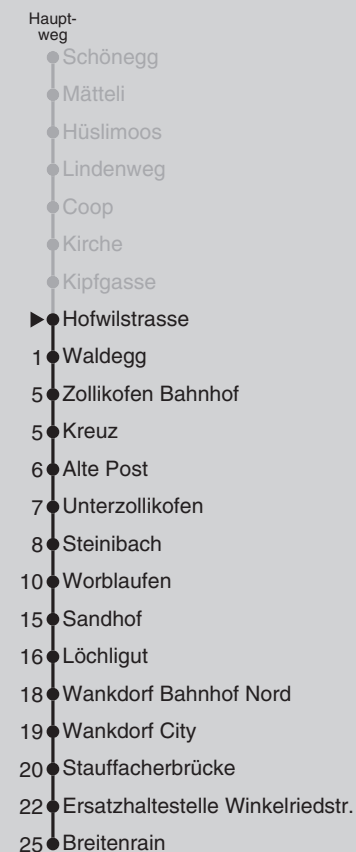 Haupt-
weg
Schönegg
Mätteli
Hüslimoos
Lindenweg
Coop
Kirche
Kipfgasse
Hofwilstrasse
1 Waldegg
5 Zollikofen Bahnhof
5 Kreuz
6 Alte Post
7 Unterzollikofen
8 Steinibach
10 Worblaufen
15 Sandhof
16 Löchligut
18 Wankdorf Bahnhof Nord
19 Wankdorf City
20 Stauffacherbrücke
22 Ersatzhaltestelle Winkelriedstr.
25 Breitenrain